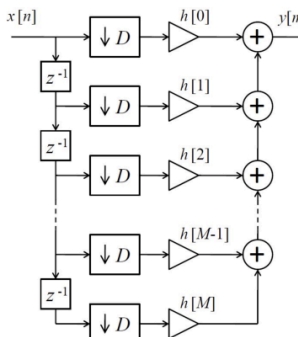 x[n] ↓ D h[0] + y[n]
z⁻¹
↓ D h[1] +
z⁻¹
↓ D h[2] +
↓ D h[M-1] +
z⁻¹
↓ D h[M]